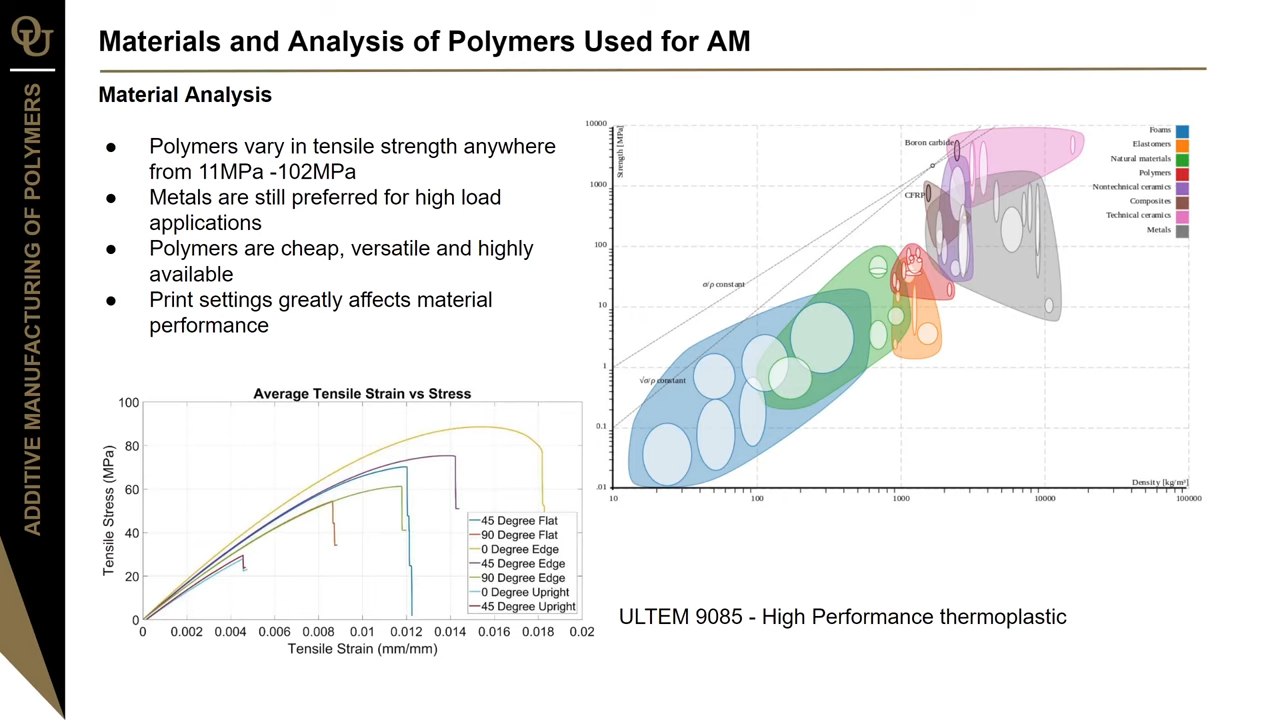 OU
ADDITIVE MANUFACTURING OF POLYMERS
Materials and Analysis of Polymers Used for AM
Material Analysis
● Polymers vary in tensile strength anywhere
from 11MPa -102MPa
● Metals are still preferred for high load
applications
● Polymers are cheap, versatile and highly
available
● Print settings greatly affects material
performance
Average Tensile Strain vs Stress
Tensile Stress (MPa)
100
80
60
40
20
0
0 0.002 0.004 0.006 0.008 0.01 0.012 0.014 0.016 0.018 0.02
Tensile Strain (mm/mm)
45 Degree Flat
90 Degree Flat
0 Degree Edge
45 Degree Edge
90 Degree Edge
0 Degree Upright
45 Degree Upright
Strength [MPa]
10000
1000
100
10
1
0.1
.01
10 100 1000 10000 100000
Density [kg/m³]
Boron carbide
CFRP
σ/ρ constant
√σ/ρ constant
Foams
Elastomers
Natural materials
Polymers
Nontechnical ceramics
Composites
Technical ceramics
Metals
ULTEM 9085 - High Performance thermoplastic